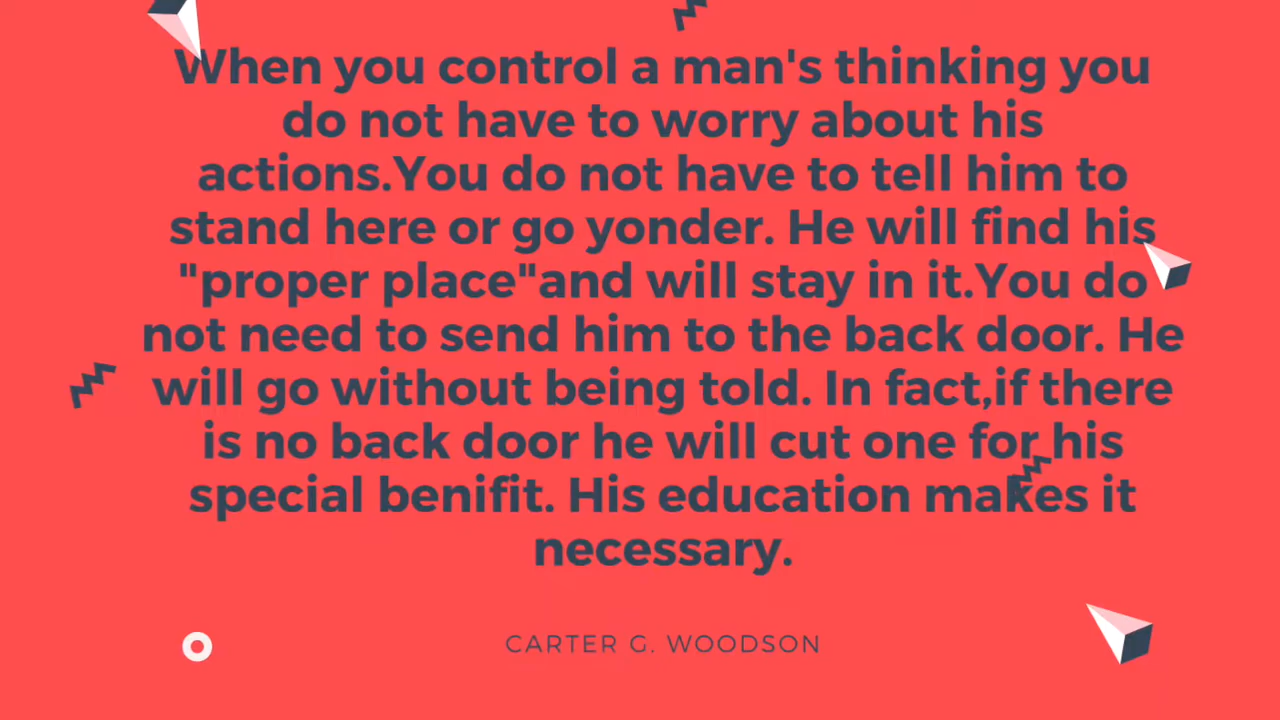 When you control a man's thinking you
do not have to worry about his
actions.You do not have to tell him to
stand here or go yonder. He will find his
"proper place"and will stay in it.You do
not need to send him to the back door. He
will go without being told. In fact,if there
is no back door he will cut one for his
special benifit. His education makes it
necessary.
CARTER G. WOODSON